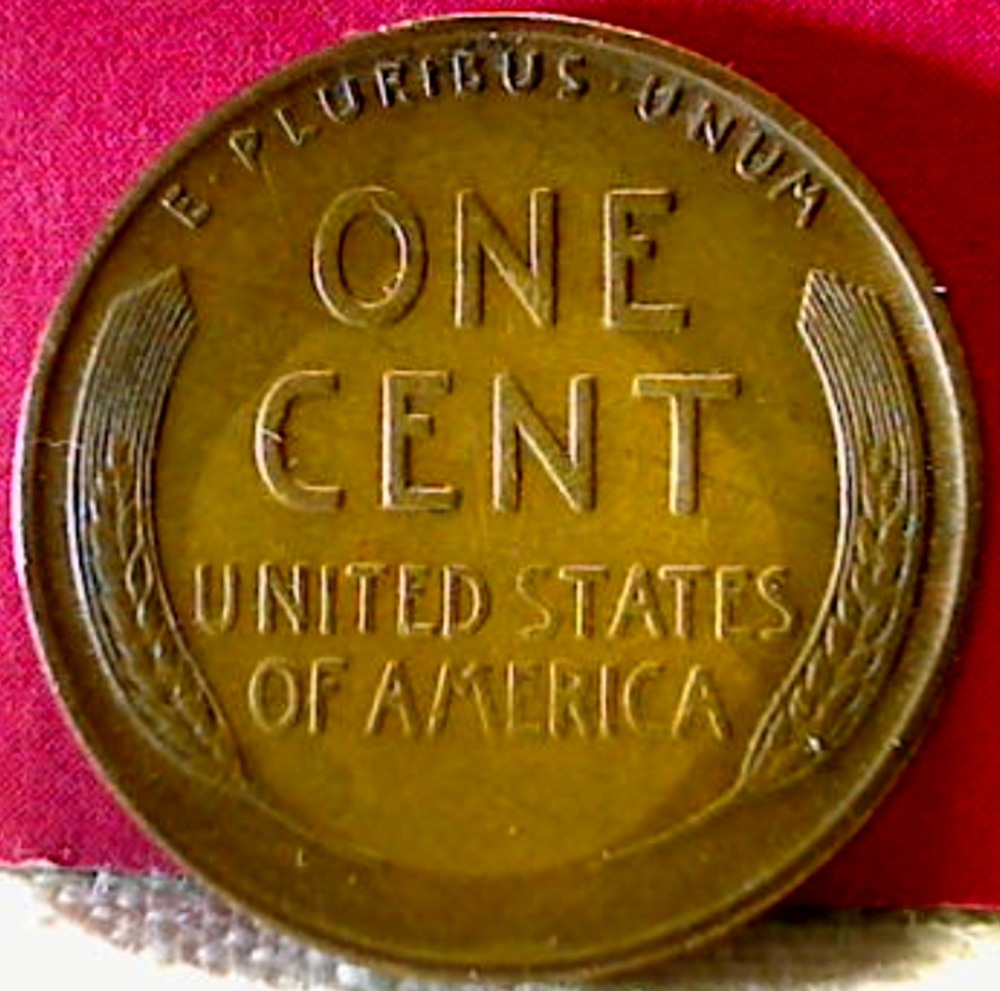 E · PLURIBUS · UNUM
ONE
CENT
UNITED STATES
OF AMERICA